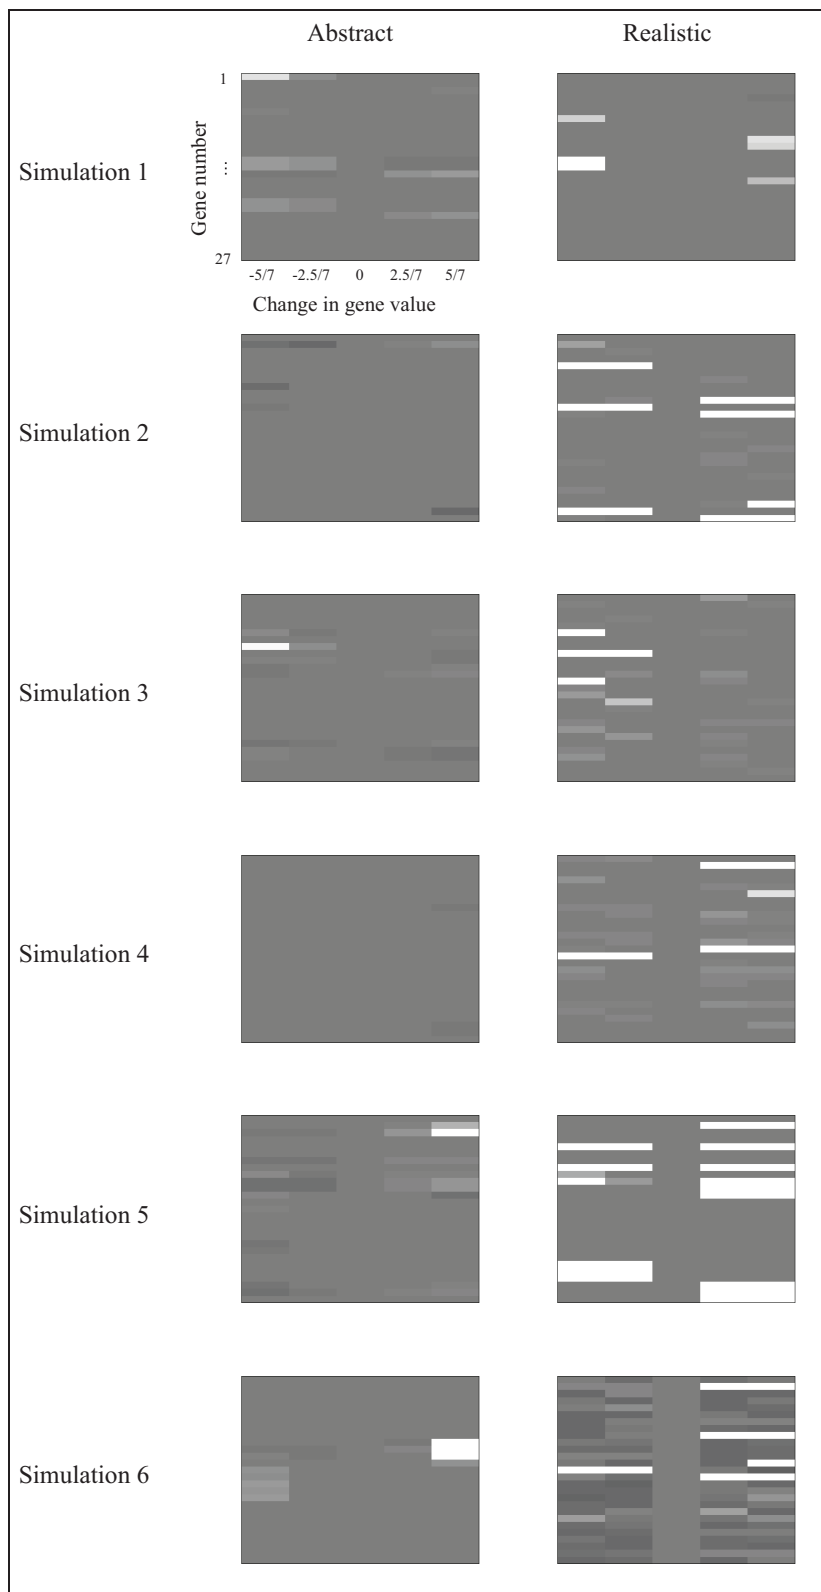 Abstract Realistic
1
Gene number
...
27
Simulation 1
-5/7 -2.5/7 0 2.5/7 5/7
Change in gene value
Simulation 2
Simulation 3
Simulation 4
Simulation 5
Simulation 6